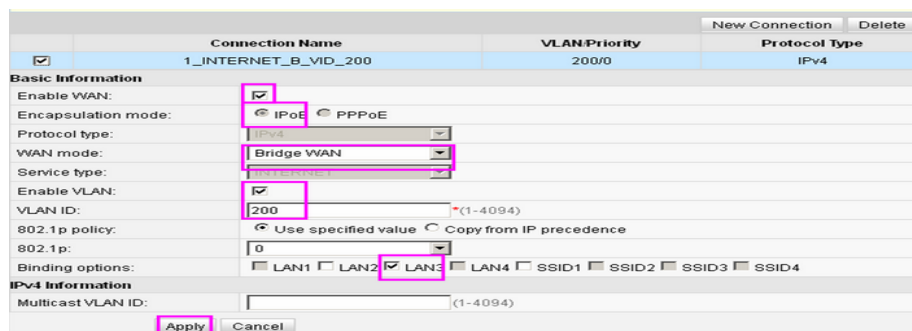 New Connection Delete
Connection Name VLAN/Priority Protocol Type
1_INTERNET_B_VID_200 200/0 IPv4
Basic Information
Enable WAN:
Encapsulation mode: IPoE PPPoE
Protocol type: IPv4
WAN mode: Bridge WAN
Service type: INTERNET
Enable VLAN:
VLAN ID: 200 *(1-4094)
802.1p policy: Use specified value Copy from IP precedence
802.1p: 0
Binding options: LAN1 LAN2 LAN3 LAN4 SSID1 SSID2 SSID3 SSID4
IPv4 Information
Multicast VLAN ID: (1-4094)
Apply Cancel